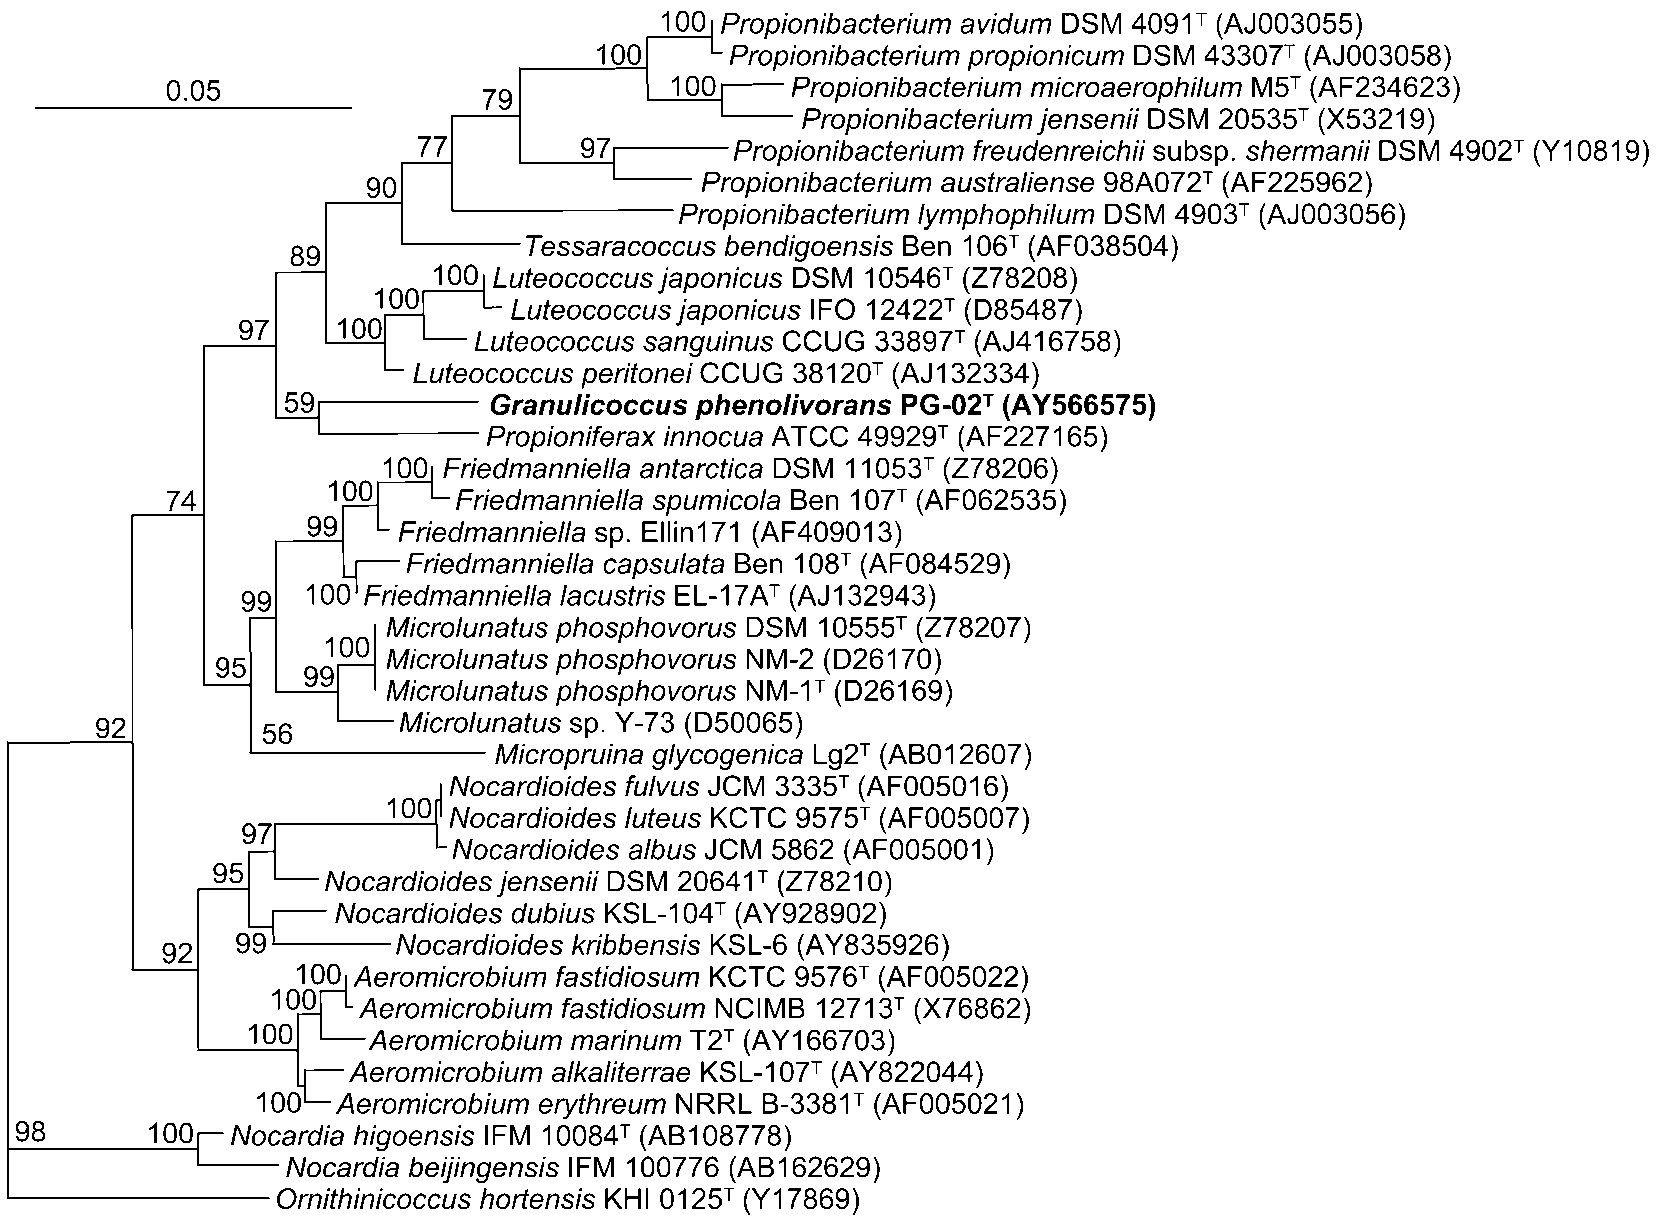 100 Propionibacterium avidum DSM 4091ᵀ (AJ003055)
100 Propionibacterium propionicum DSM 43307ᵀ (AJ003058)
0.05
100 Propionibacterium microaerophilum M5ᵀ (AF234623)
79
Propionibacterium jensenii DSM 20535ᵀ (X53219)
77 97 Propionibacterium freudenreichii subsp. shermanii DSM 4902ᵀ (Y10819)
90 Propionibacterium australiense 98A072ᵀ (AF225962)
Propionibacterium lymphophilum DSM 4903ᵀ (AJ003056)
Tessaracoccus bendigoensis Ben 106ᵀ (AF038504)
89
100 Luteococcus japonicus DSM 10546ᵀ (Z78208)
100 Luteococcus japonicus IFO 12422ᵀ (D85487)
97 100 Luteococcus sanguinus CCUG 33897ᵀ (AJ416758)
Luteococcus peritonei CCUG 38120ᵀ (AJ132334)
59 Granulicoccus phenolivorans PG-02ᵀ (AY566575)
Propioniferax innocua ATCC 49929ᵀ (AF227165)
100 Friedmanniella antarctica DSM 11053ᵀ (Z78206)
74 100 Friedmanniella spumicola Ben 107ᵀ (AF062535)
99 Friedmanniella sp. Ellin171 (AF409013)
Friedmanniella capsulata Ben 108ᵀ (AF084529)
99 100 Friedmanniella lacustris EL-17Aᵀ (AJ132943)
Microlunatus phosphovorus DSM 10555ᵀ (Z78207)
100 Microlunatus phosphovorus NM-2 (D26170)
95 99 Microlunatus phosphovorus NM-1ᵀ (D26169)
Microlunatus sp. Y-73 (D50065)
92 56
Micropruina glycogenica Lg2ᵀ (AB012607)
Nocardioides fulvus JCM 3335ᵀ (AF005016)
100 Nocardioides luteus KCTC 9575ᵀ (AF005007)
97 Nocardioides albus JCM 5862 (AF005001)
95 Nocardioides jensenii DSM 20641ᵀ (Z78210)
Nocardioides dubius KSL-104ᵀ (AY928902)
92 99 Nocardioides kribbensis KSL-6 (AY835926)
100 Aeromicrobium fastidiosum KCTC 9576ᵀ (AF005022)
100 Aeromicrobium fastidiosum NCIMB 12713ᵀ (X76862)
100 Aeromicrobium marinum T2ᵀ (AY166703)
Aeromicrobium alkaliterrae KSL-107ᵀ (AY822044)
100 Aeromicrobium erythreum NRRL B-3381ᵀ (AF005021)
98 100 Nocardia higoensis IFM 10084ᵀ (AB108778)
Nocardia beijingensis IFM 100776 (AB162629)
Ornithinicoccus hortensis KHI 0125ᵀ (Y17869)